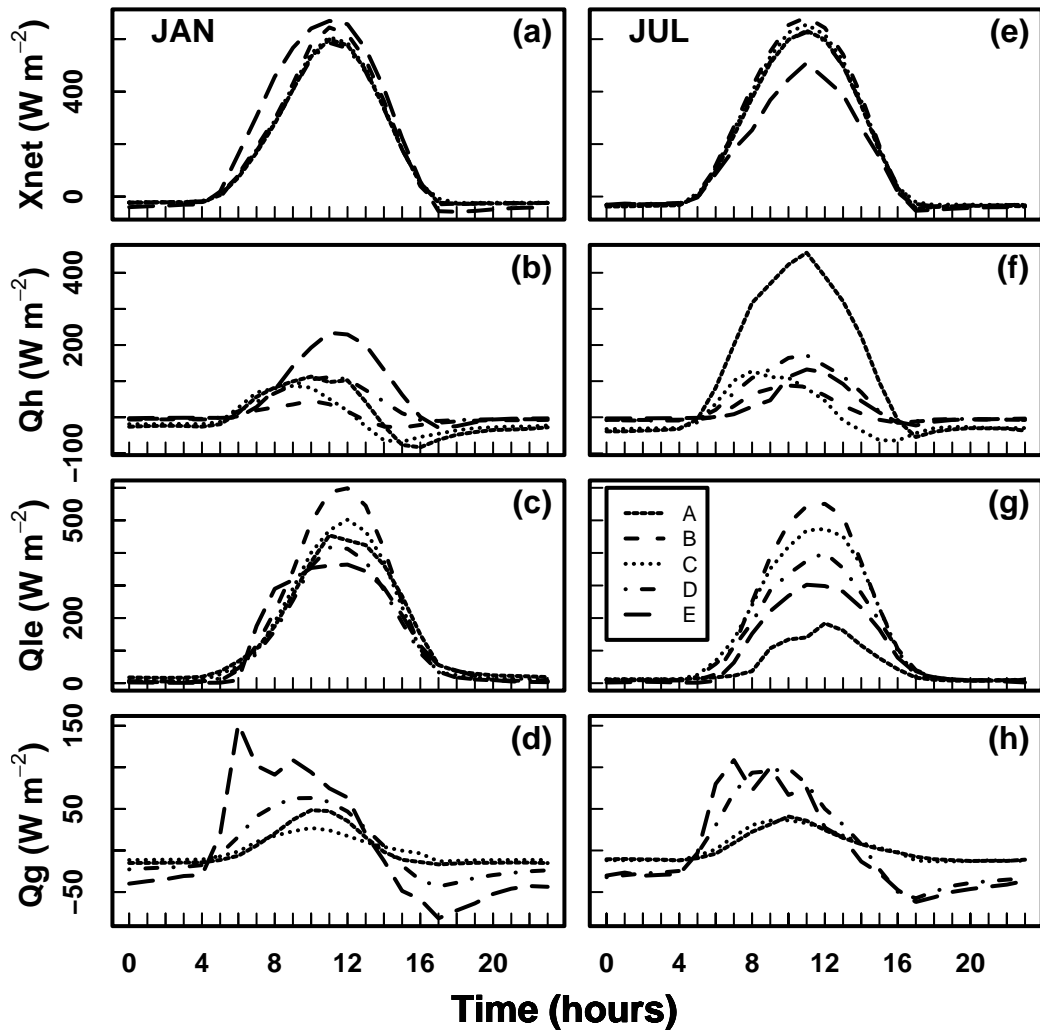 JAN
(a)
Xnet (W m−2)
0
400
JUL
(e)
(b)
Qh (W m−2)
−100
200
400
(f)
(c)
Qle (W m−2)
0
200
500
(g)
A
B
C
D
E
(d)
Qg (W m−2)
−50
50
150
(h)
0 4 8 12 16 20
0 4 8 12 16 20
Time (hours)